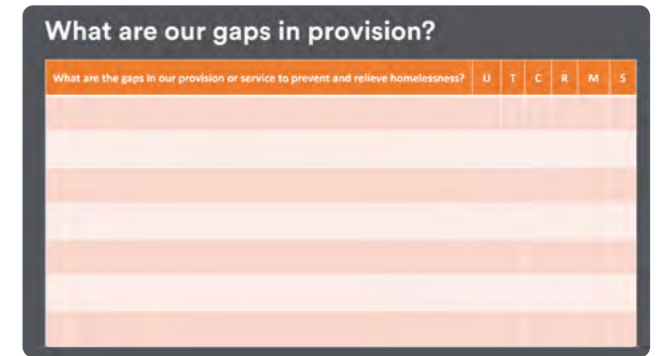 What are our gaps in provision?
What are the gaps in our provision or service to prevent and relieve homelessness? U T C R M S